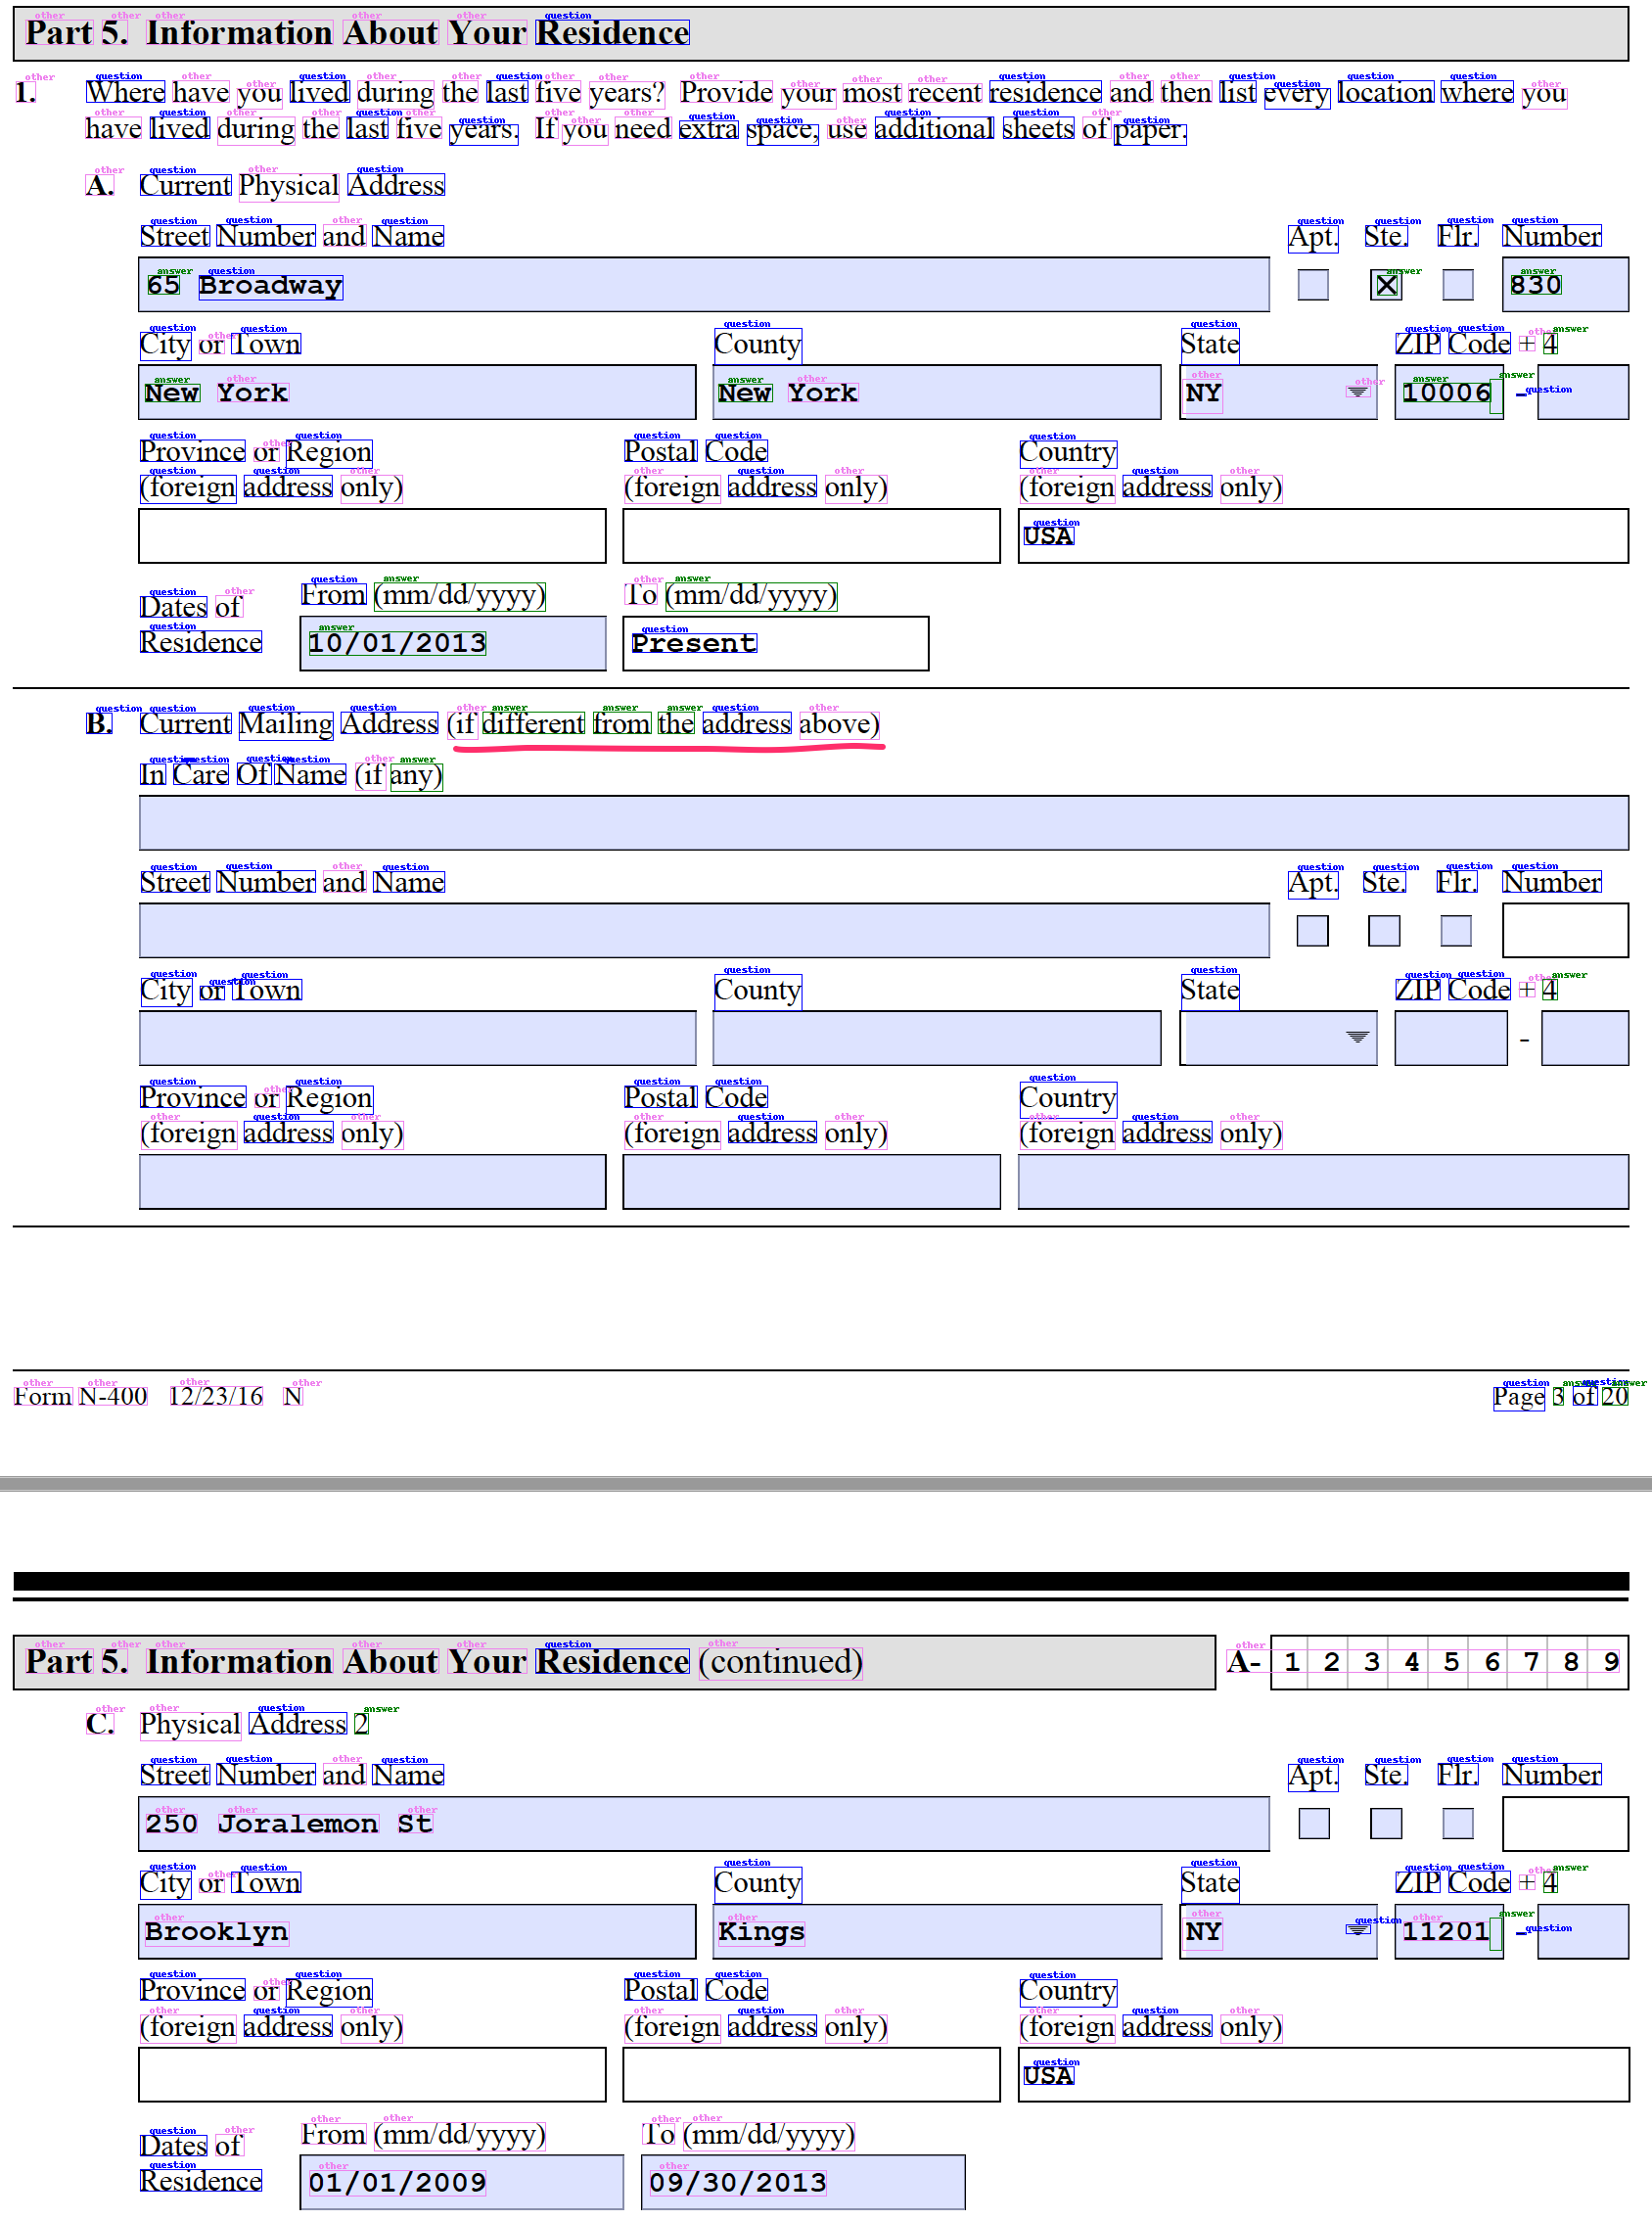 Part 5. Information About Your Residence
1. Where have you lived during the last five years? Provide your most recent residence and then list every location where you
have lived during the last five years. If you need extra space, use additional sheets of paper.
A. Current Physical Address
Street Number and Name Apt. Ste. Flr. Number
65 Broadway X 830
City or Town County State ZIP Code + 4
New York New York NY 10006 -
Province or Region Postal Code Country
(foreign address only) (foreign address only) (foreign address only)
USA
Dates of From (mm/dd/yyyy) To (mm/dd/yyyy)
Residence 10/01/2013 Present
B. Current Mailing Address (if different from the address above)
In Care Of Name (if any)
Street Number and Name Apt. Ste. Flr. Number
City or Town County State ZIP Code + 4
-
Province or Region Postal Code Country
(foreign address only) (foreign address only) (foreign address only)
Form N-400 12/23/16 N Page 3 of 20
Part 5. Information About Your Residence (continued) A- 1 2 3 4 5 6 7 8 9
C. Physical Address 2
Street Number and Name Apt. Ste. Flr. Number
250 Joralemon St
City or Town County State ZIP Code + 4
Brooklyn Kings NY 11201 -
Province or Region Postal Code Country
(foreign address only) (foreign address only) (foreign address only)
USA
Dates of From (mm/dd/yyyy) To (mm/dd/yyyy)
Residence 01/01/2009 09/30/2013